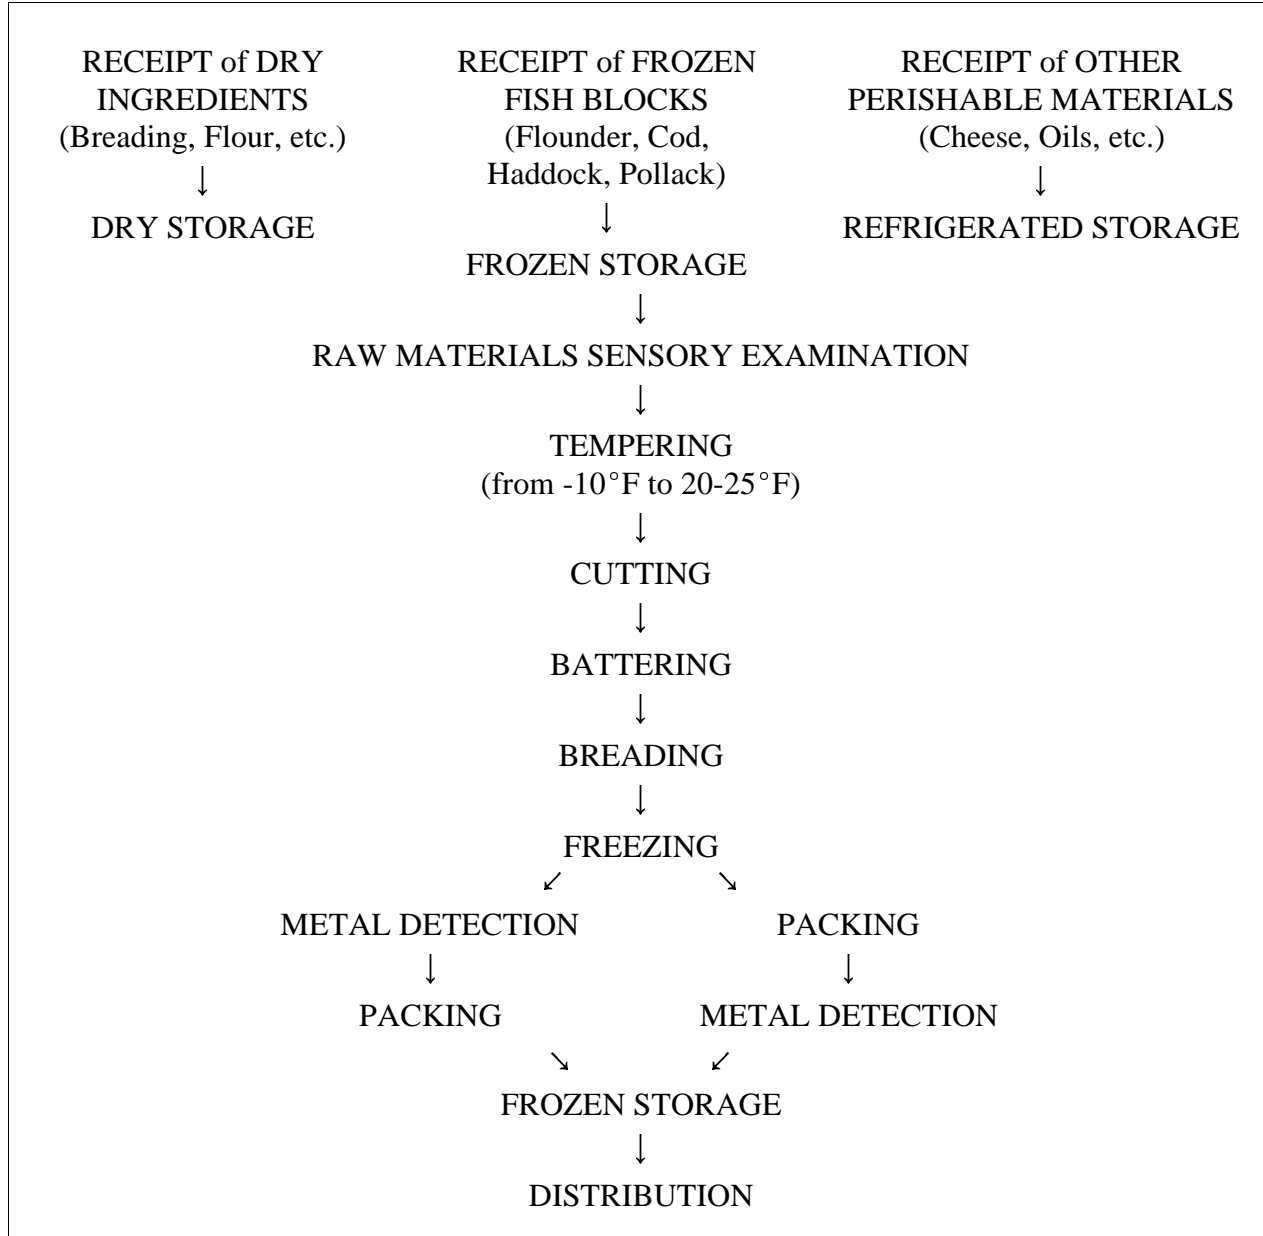 RECEIPT of DRY
INGREDIENTS
(Breading, Flour, etc.)
↓
DRY STORAGE
RECEIPT of FROZEN
FISH BLOCKS
(Flounder, Cod,
Haddock, Pollack)
↓
RECEIPT of OTHER
PERISHABLE MATERIALS
(Cheese, Oils, etc.)
↓
REFRIGERATED STORAGE
FROZEN STORAGE
↓
RAW MATERIALS SENSORY EXAMINATION
↓
TEMPERING
(from -10°F to 20-25°F)
↓
CUTTING
↓
BATTERING
↓
BREADING
↓
FREEZING
↙ ↘
METAL DETECTION PACKING
↓ ↓
PACKING METAL DETECTION
↘ ↙
FROZEN STORAGE
↓
DISTRIBUTION